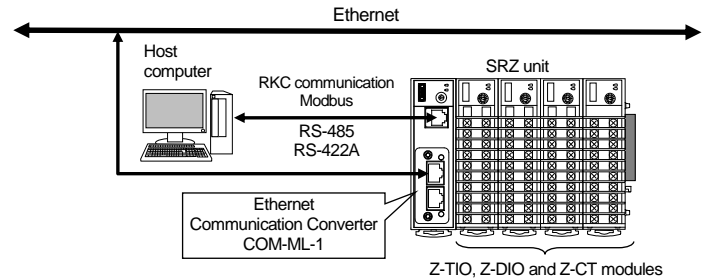 Ethernet
Host
computer
SRZ unit
RKC communication
Modbus
RS-485
RS-422A
Ethernet
Communication Converter
COM-ML-1
Z-TIO, Z-DIO and Z-CT modules